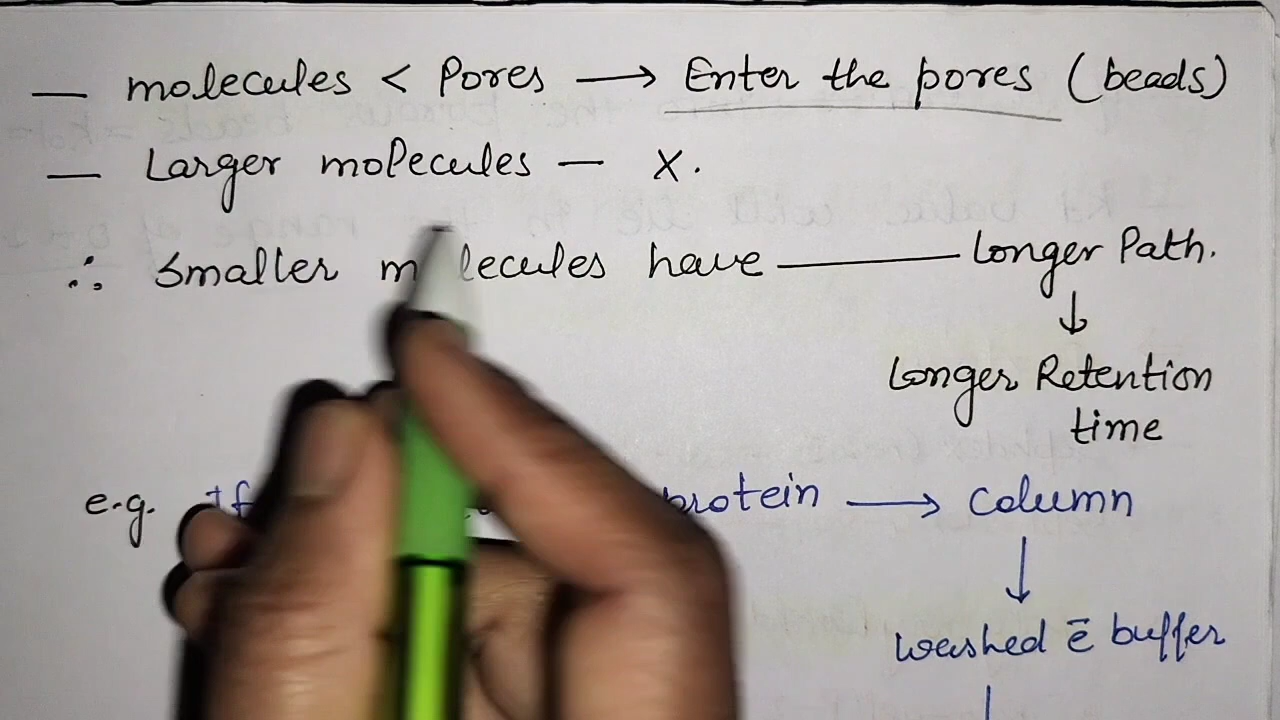 — molecules < Pores → Enter the pores (beads)
— Larger molecules — X.
∴ Smaller m lecules have —— Longer Path.
↓
Longer Retention
time
e.g. If protein → Column
↓
washed ē buffer